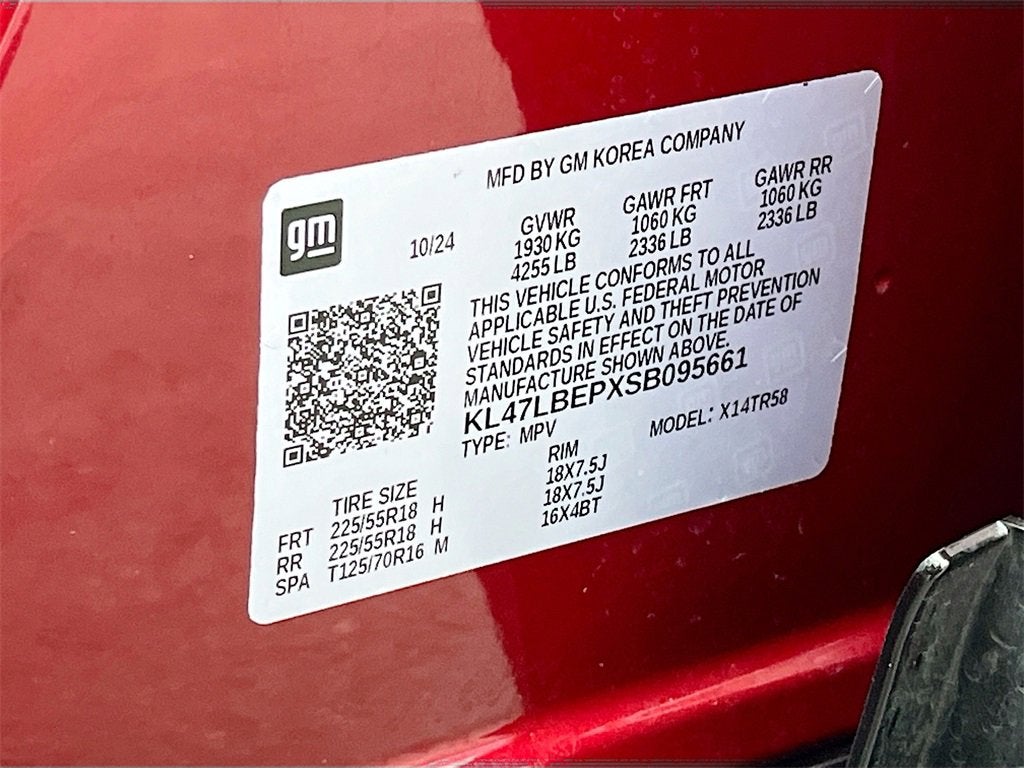 MFD BY GM KOREA COMPANY
gm
10/24
GVWR GAWR FRT GAWR RR
1930 KG 1060 KG 1060 KG
4255 LB 2336 LB 2336 LB
THIS VEHICLE CONFORMS TO ALL
APPLICABLE U.S. FEDERAL MOTOR
VEHICLE SAFETY AND THEFT PREVENTION
STANDARDS IN EFFECT ON THE DATE OF
MANUFACTURE SHOWN ABOVE.
KL47LBEPXSB095661
TYPE: MPV MODEL: X14TR58
TIRE SIZE RIM
FRT 225/55R18 H 18X7.5J
RR 225/55R18 H 18X7.5J
SPA T125/70R16 M 16X4BT